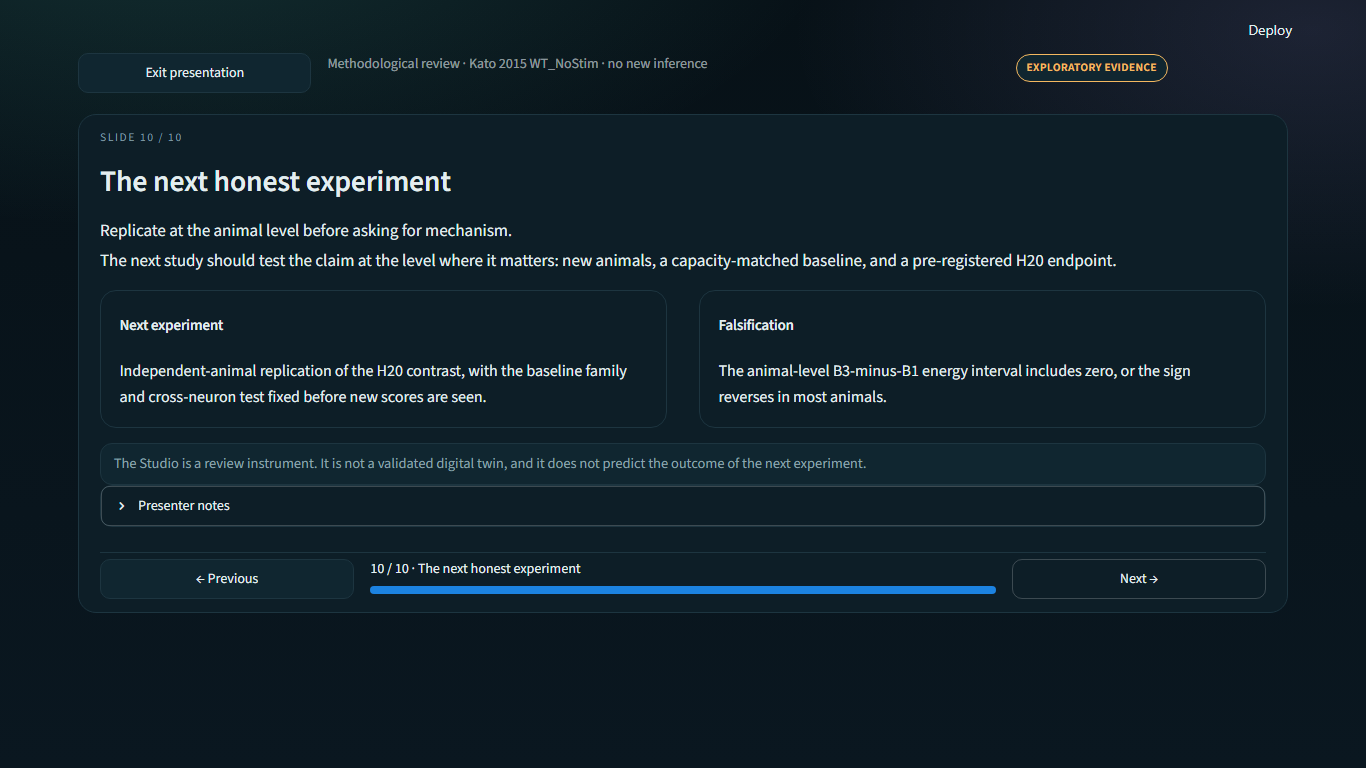 Deploy
Exit presentation
Methodological review · Kato 2015 WT_NoStim · no new inference
EXPLORATORY EVIDENCE
SLIDE 10 / 10
The next honest experiment
Replicate at the animal level before asking for mechanism.
The next study should test the claim at the level where it matters: new animals, a capacity-matched baseline, and a pre-registered H20 endpoint.
Next experiment
Independent-animal replication of the H20 contrast, with the baseline family
and cross-neuron test fixed before new scores are seen.
Falsification
The animal-level B3-minus-B1 energy interval includes zero, or the sign
reverses in most animals.
The Studio is a review instrument. It is not a validated digital twin, and it does not predict the outcome of the next experiment.
Presenter notes
← Previous
10 / 10 · The next honest experiment
Next →